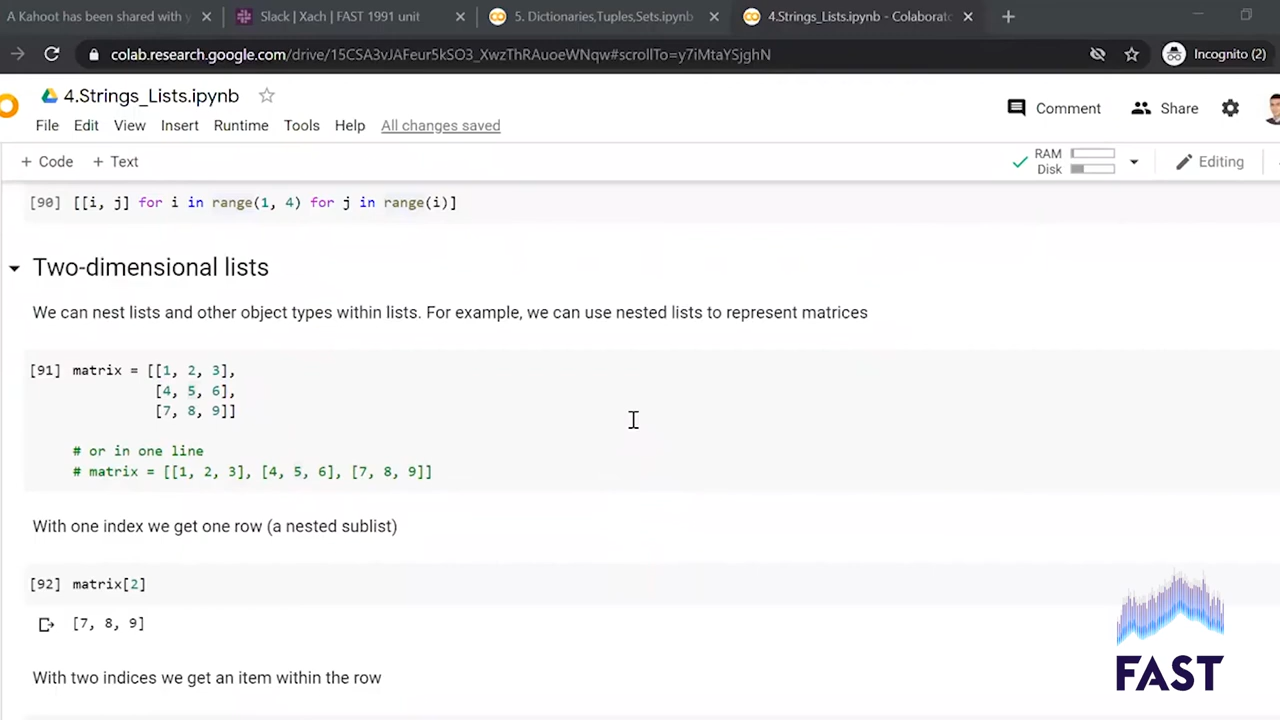 A Kahoot has been shared with y
Slack | Xach | FAST 1991 unit
5. Dictionaries,Tuples,Sets.ipynb
4.Strings_Lists.ipynb - Colaborat
colab.research.google.com/drive/15CSA3vJAFeur5kSO3_XwzThRAuoeWNqw#scrollTo=y7iMtaYSjghN
Incognito (2)
4.Strings_Lists.ipynb
Comment
Share
File Edit View Insert Runtime Tools Help All changes saved
+ Code + Text
RAM
Disk
Editing
[90] [[i, j] for i in range(1, 4) for j in range(i)]
Two-dimensional lists
We can nest lists and other object types within lists. For example, we can use nested lists to represent matrices
[91] matrix = [[1, 2, 3],
[4, 5, 6],
[7, 8, 9]]
# or in one line
# matrix = [[1, 2, 3], [4, 5, 6], [7, 8, 9]]
With one index we get one row (a nested sublist)
[92] matrix[2]
[7, 8, 9]
With two indices we get an item within the row
FAST